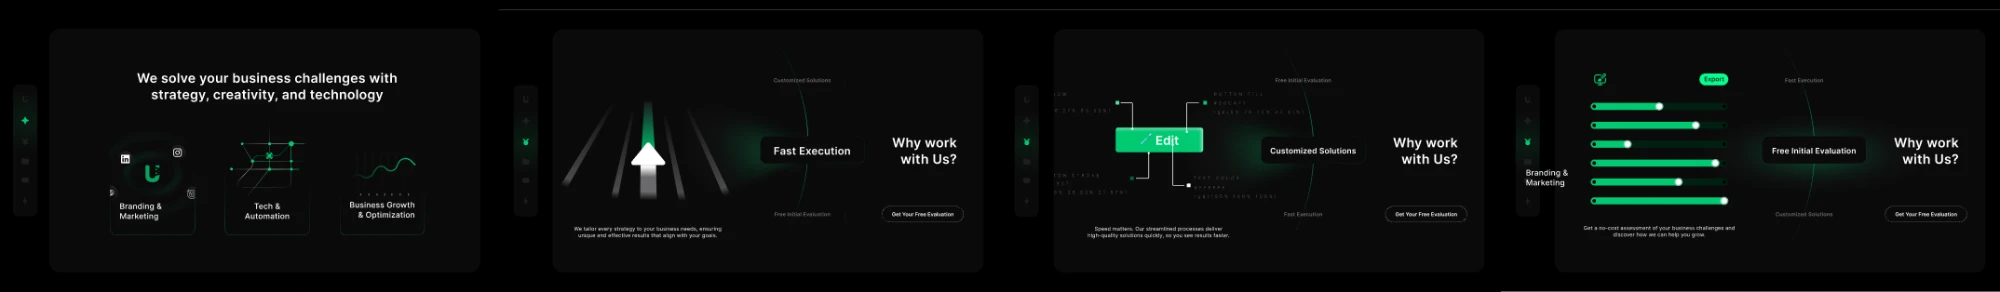 We solve your business challenges with
strategy, creativity, and technology
Branding &
Marketing
Tech &
Automation
Business Growth
& Optimization
Customized Solutions
Fast Execution
Free Initial Evaluation
Why work
with Us?
Get Your Free Evaluation
We tailor every strategy to your business needs, ensuring
unique and effective results that align with your goals.
Free Initial Evaluation
Edit
Customized Solutions
Fast Execution
Why work
with Us?
Get Your Free Evaluation
Speed matters. Our streamlined processes deliver
high-quality solutions quickly, so you see results faster.
Branding &
Marketing
Export
Fast Execution
Free Initial Evaluation
Customized Solutions
Why work
with Us?
Get Your Free Evaluation
Get a no-cost assessment of your business challenges and
discover how we can help you grow.